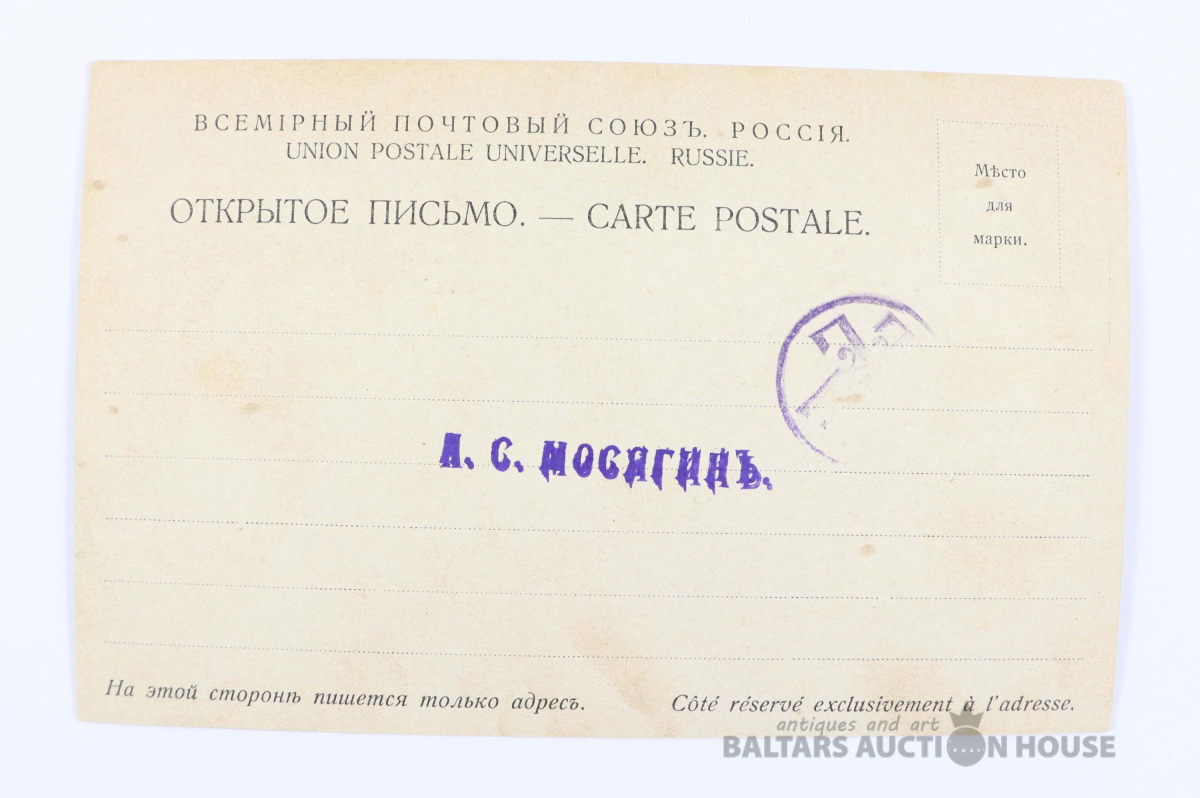 ВСЕМІРНЫЙ ПОЧТОВЫЙ СОЮЗЪ. РОССІЯ.
UNION POSTALE UNIVERSELLE. RUSSIE.
ОТКРЫТОЕ ПИСЬМО. — CARTE POSTALE.
Мѣсто
для
марки.
А. С. МОСЯГИНЪ.
На этой сторонѣ пишется только адресъ.
Côté réservé exclusivement à l'adresse.
antiques and art
BALTARS AUCTION HOUSE